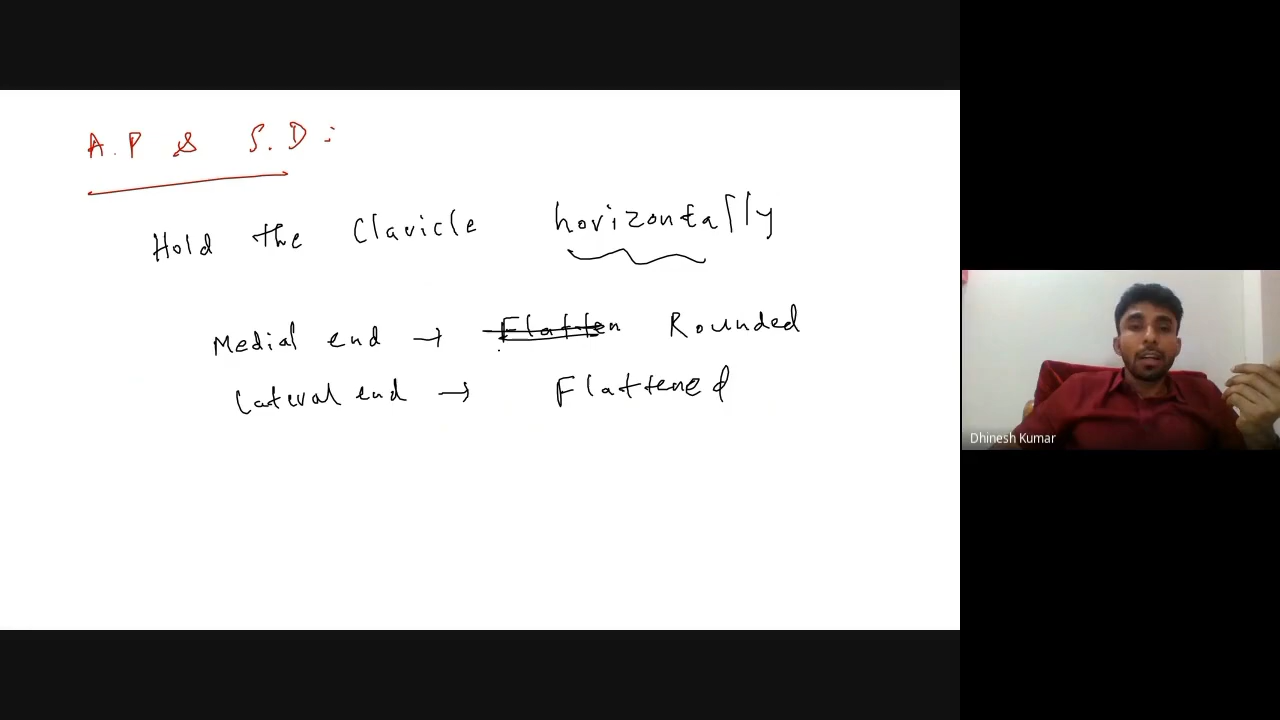 A.P & S.D :
Hold the Clavicle horizontally
Medial end → Flatten Rounded
Lateral end → Flattened
Dhinesh Kumar